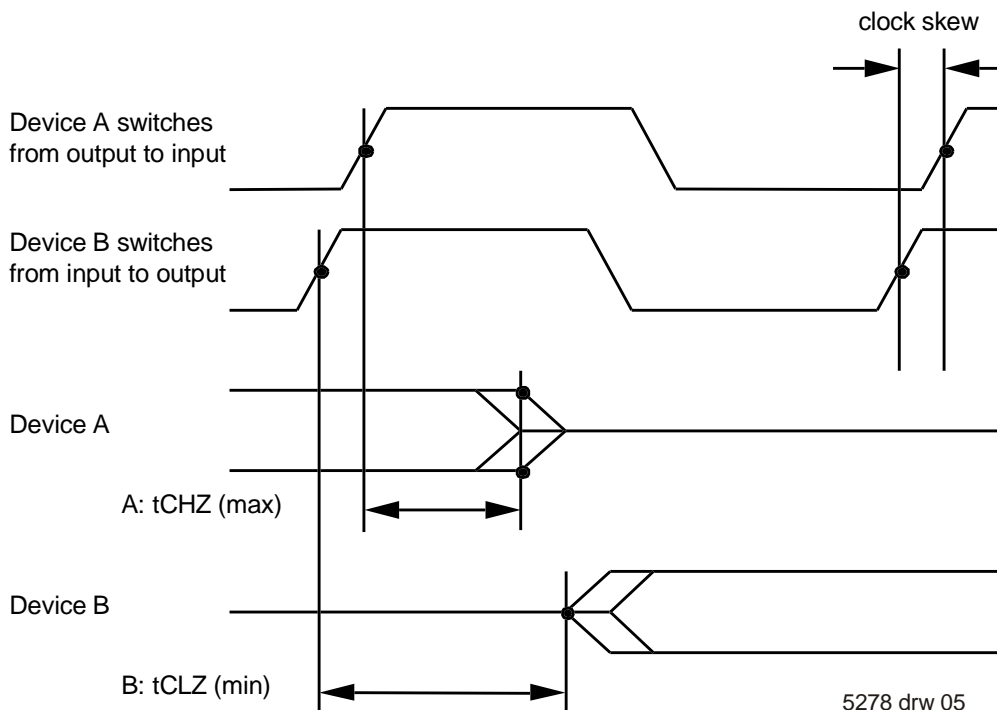 clock skew
Device A switches
from output to input
Device B switches
from input to output
Device A
A: tCHZ (max)
Device B
B: tCLZ (min)
5278 drw 05